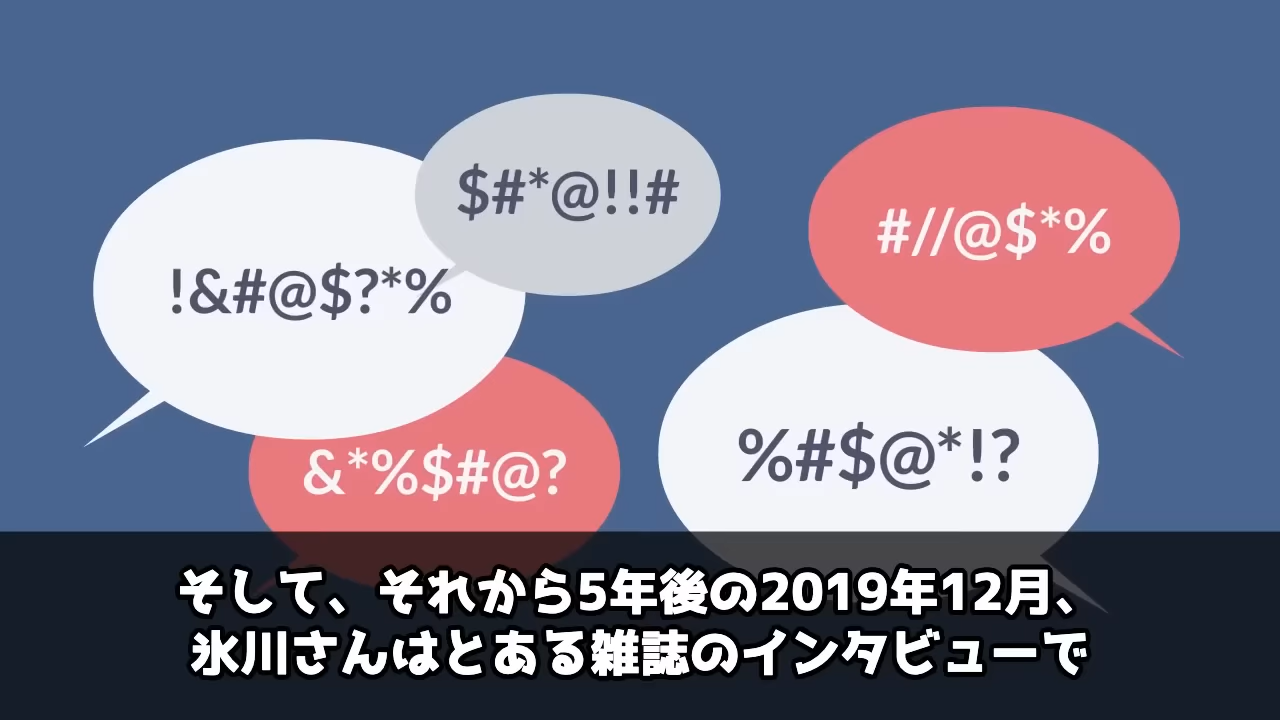 $#*@!!#
#//@$*%
!&#@$?*%
%#$@*!?
&*%$#@?
そして、それから5年後の2019年12月、
氷川さんはとある雑誌のインタビューで